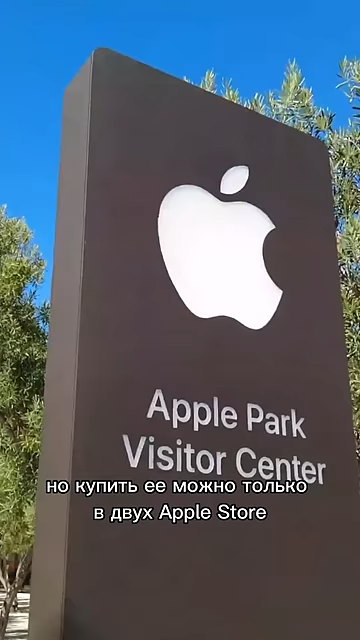 Apple Park
Visitor Center
но купить ее можно только
в двух Apple Store